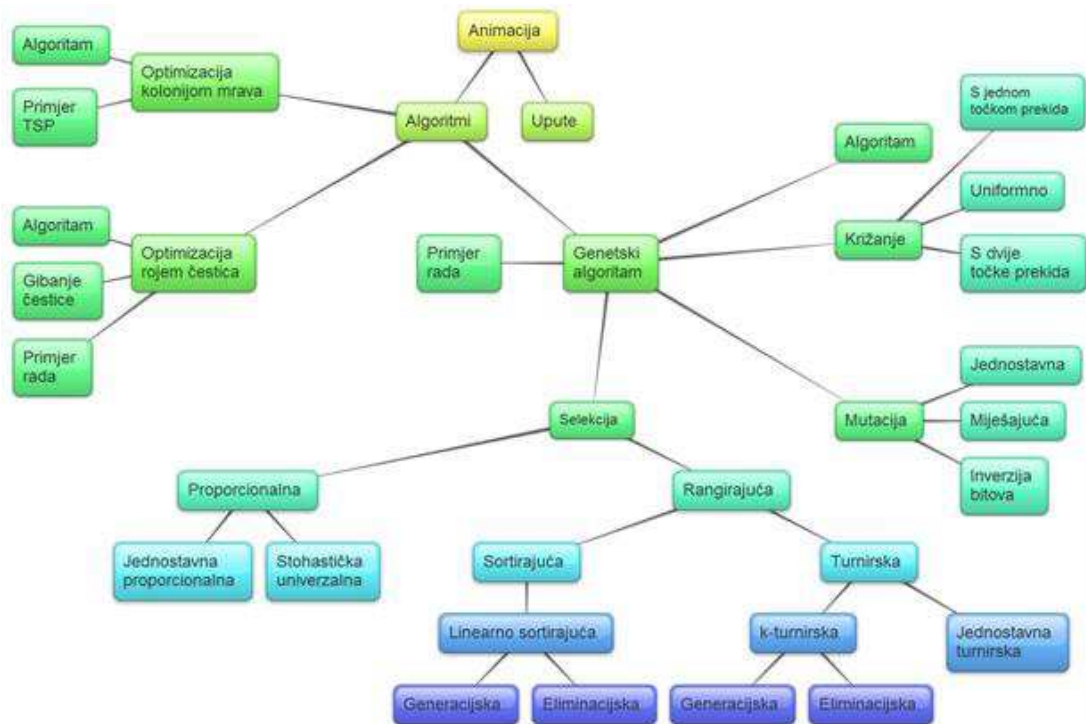 Animacija
Algoritmi
Upute
Optimizacija
kolonijom mrava
Algoritam
Primjer
TSP
Optimizacija
rojem čestica
Algoritam
Gibanje
čestice
Primjer
rada
Genetski
algoritam
Primjer
rada
Algoritam
Križanje
S jednom
točkom prekida
Uniformno
S dvije
točke prekida
Mutacija
Jednostavna
Miješajuća
Inverzija
bitova
Selekcija
Proporcionalna
Jednostavna
proporcionalna
Stohastička
univerzalna
Rangirajuća
Sortirajuća
Linearno sortirajuća
Generacijska
Eliminacijska
Turnirska
k-turnirska
Generacijska
Eliminacijska
Jednostavna
turnirska